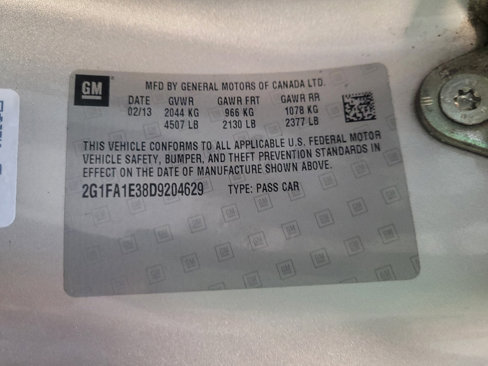 GM
MFD BY GENERAL MOTORS OF CANADA LTD.
DATE GVWR GAWR FRT GAWR RR
02/13 2044 KG 966 KG 1078 KG
4507 LB 2130 LB 2377 LB
THIS VEHICLE CONFORMS TO ALL APPLICABLE U.S. FEDERAL MOTOR
VEHICLE SAFETY, BUMPER, AND THEFT PREVENTION STANDARDS IN
EFFECT ON THE DATE OF MANUFACTURE SHOWN ABOVE.
2G1FA1E38D9204629 TYPE: PASS CAR